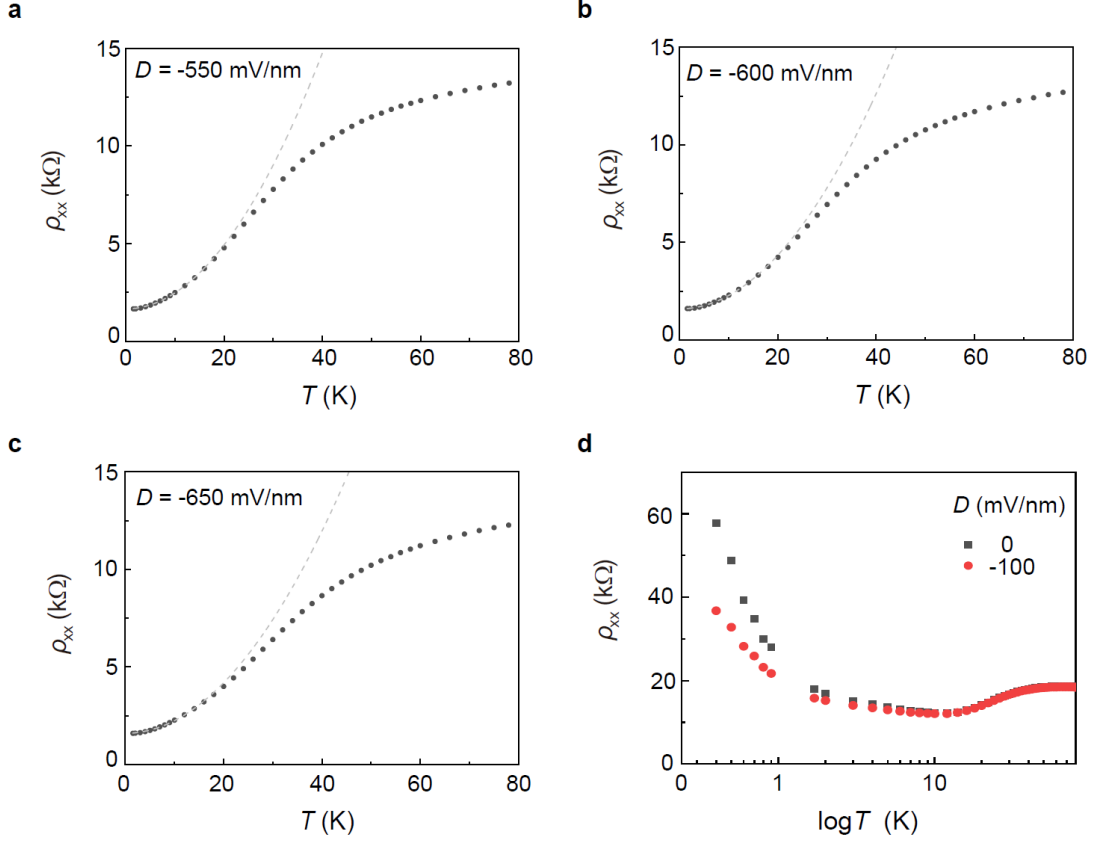 a
D = -550 mV/nm
15
10
5
0
ρxx (kΩ)
0 20 40 60 80
T (K)
b
D = -600 mV/nm
15
10
5
0
ρxx (kΩ)
0 20 40 60 80
T (K)
c
D = -650 mV/nm
15
10
5
0
ρxx (kΩ)
0 20 40 60 80
T (K)
d
D (mV/nm)
0
-100
60
40
20
0
ρxx (kΩ)
0 1 10
logT (K)